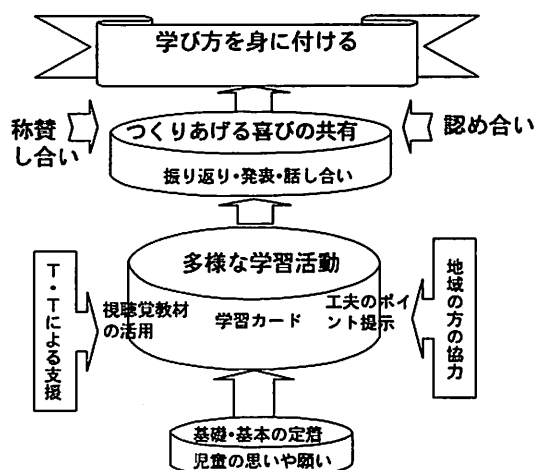 学び方を身に付ける
称賛
し合い
つくりあげる喜びの共有
認め合い
振り返り・発表・話し合い
多様な学習活動
T・Tによる支援
視聴覚教材
の活用
学習カード
工夫のポイ
ント提示
地域の方の協力
基礎・基本の定着
児童の思いや願い